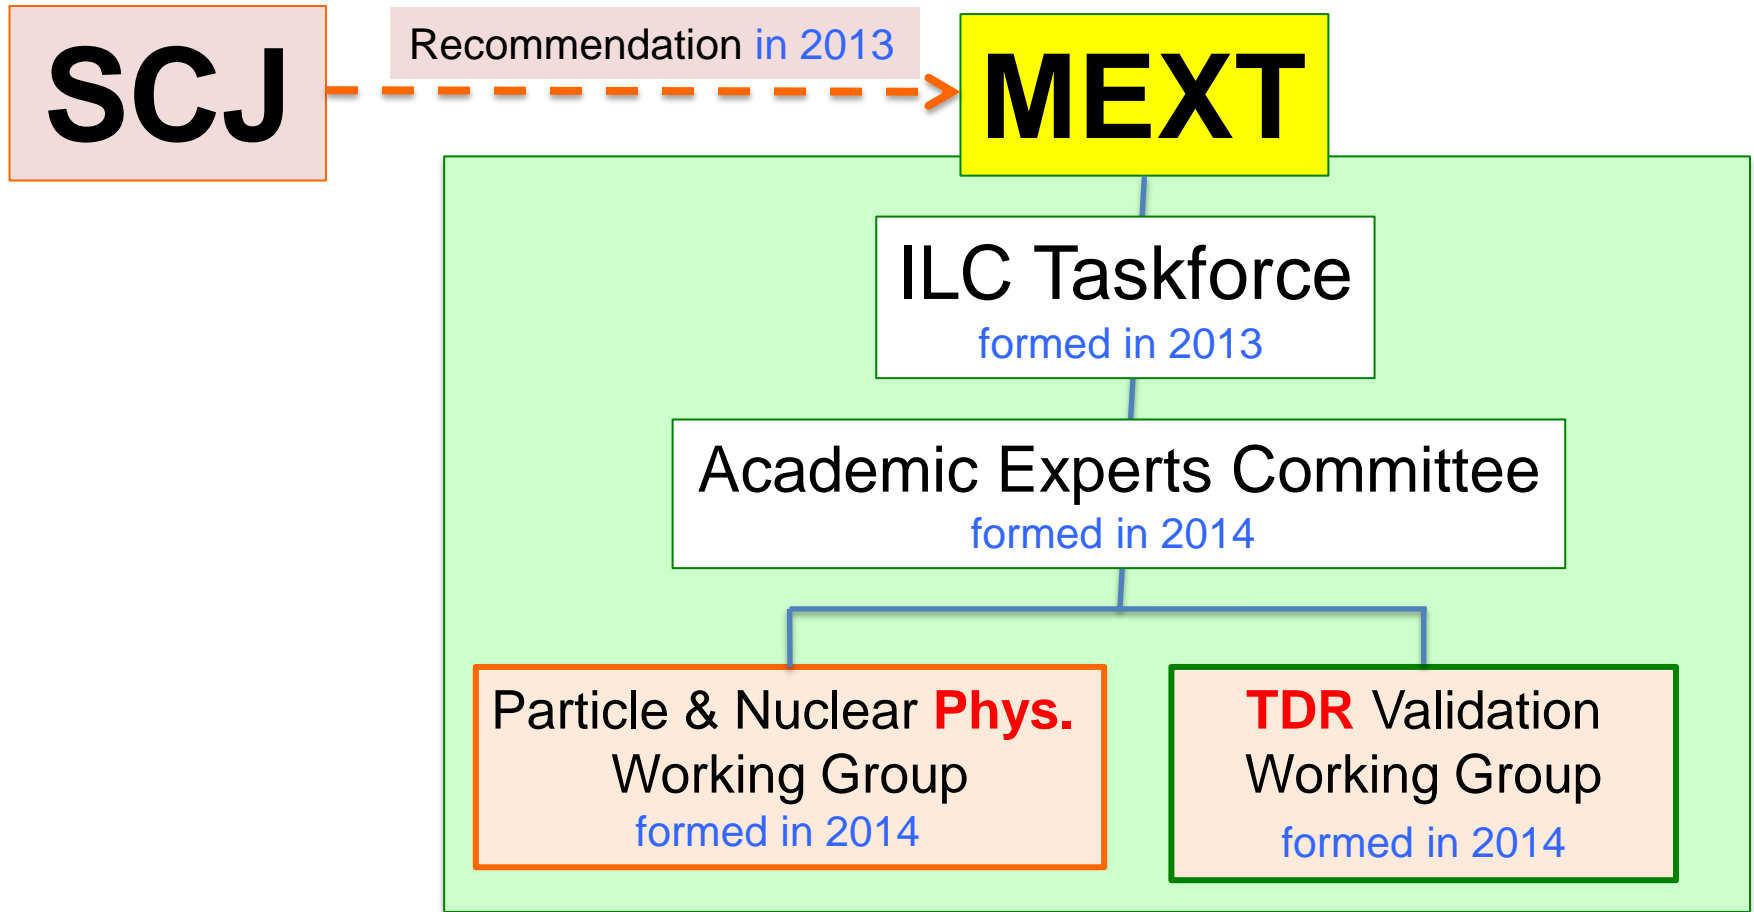 SCJ
Recommendation in 2013
MEXT
ILC Taskforce
formed in 2013
Academic Experts Committee
formed in 2014
Particle & Nuclear Phys.
Working Group
formed in 2014
TDR Validation
Working Group
formed in 2014